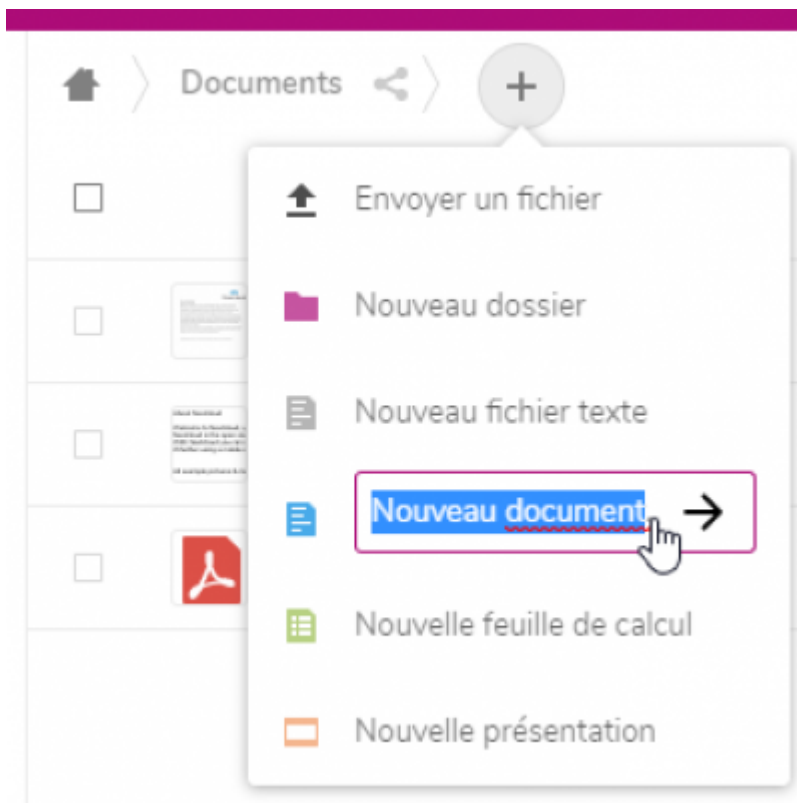 Documents
Envoyer un fichier
Nouveau dossier
Nouveau fichier texte
Nouveau document
Nouvelle feuille de calcul
Nouvelle présentation